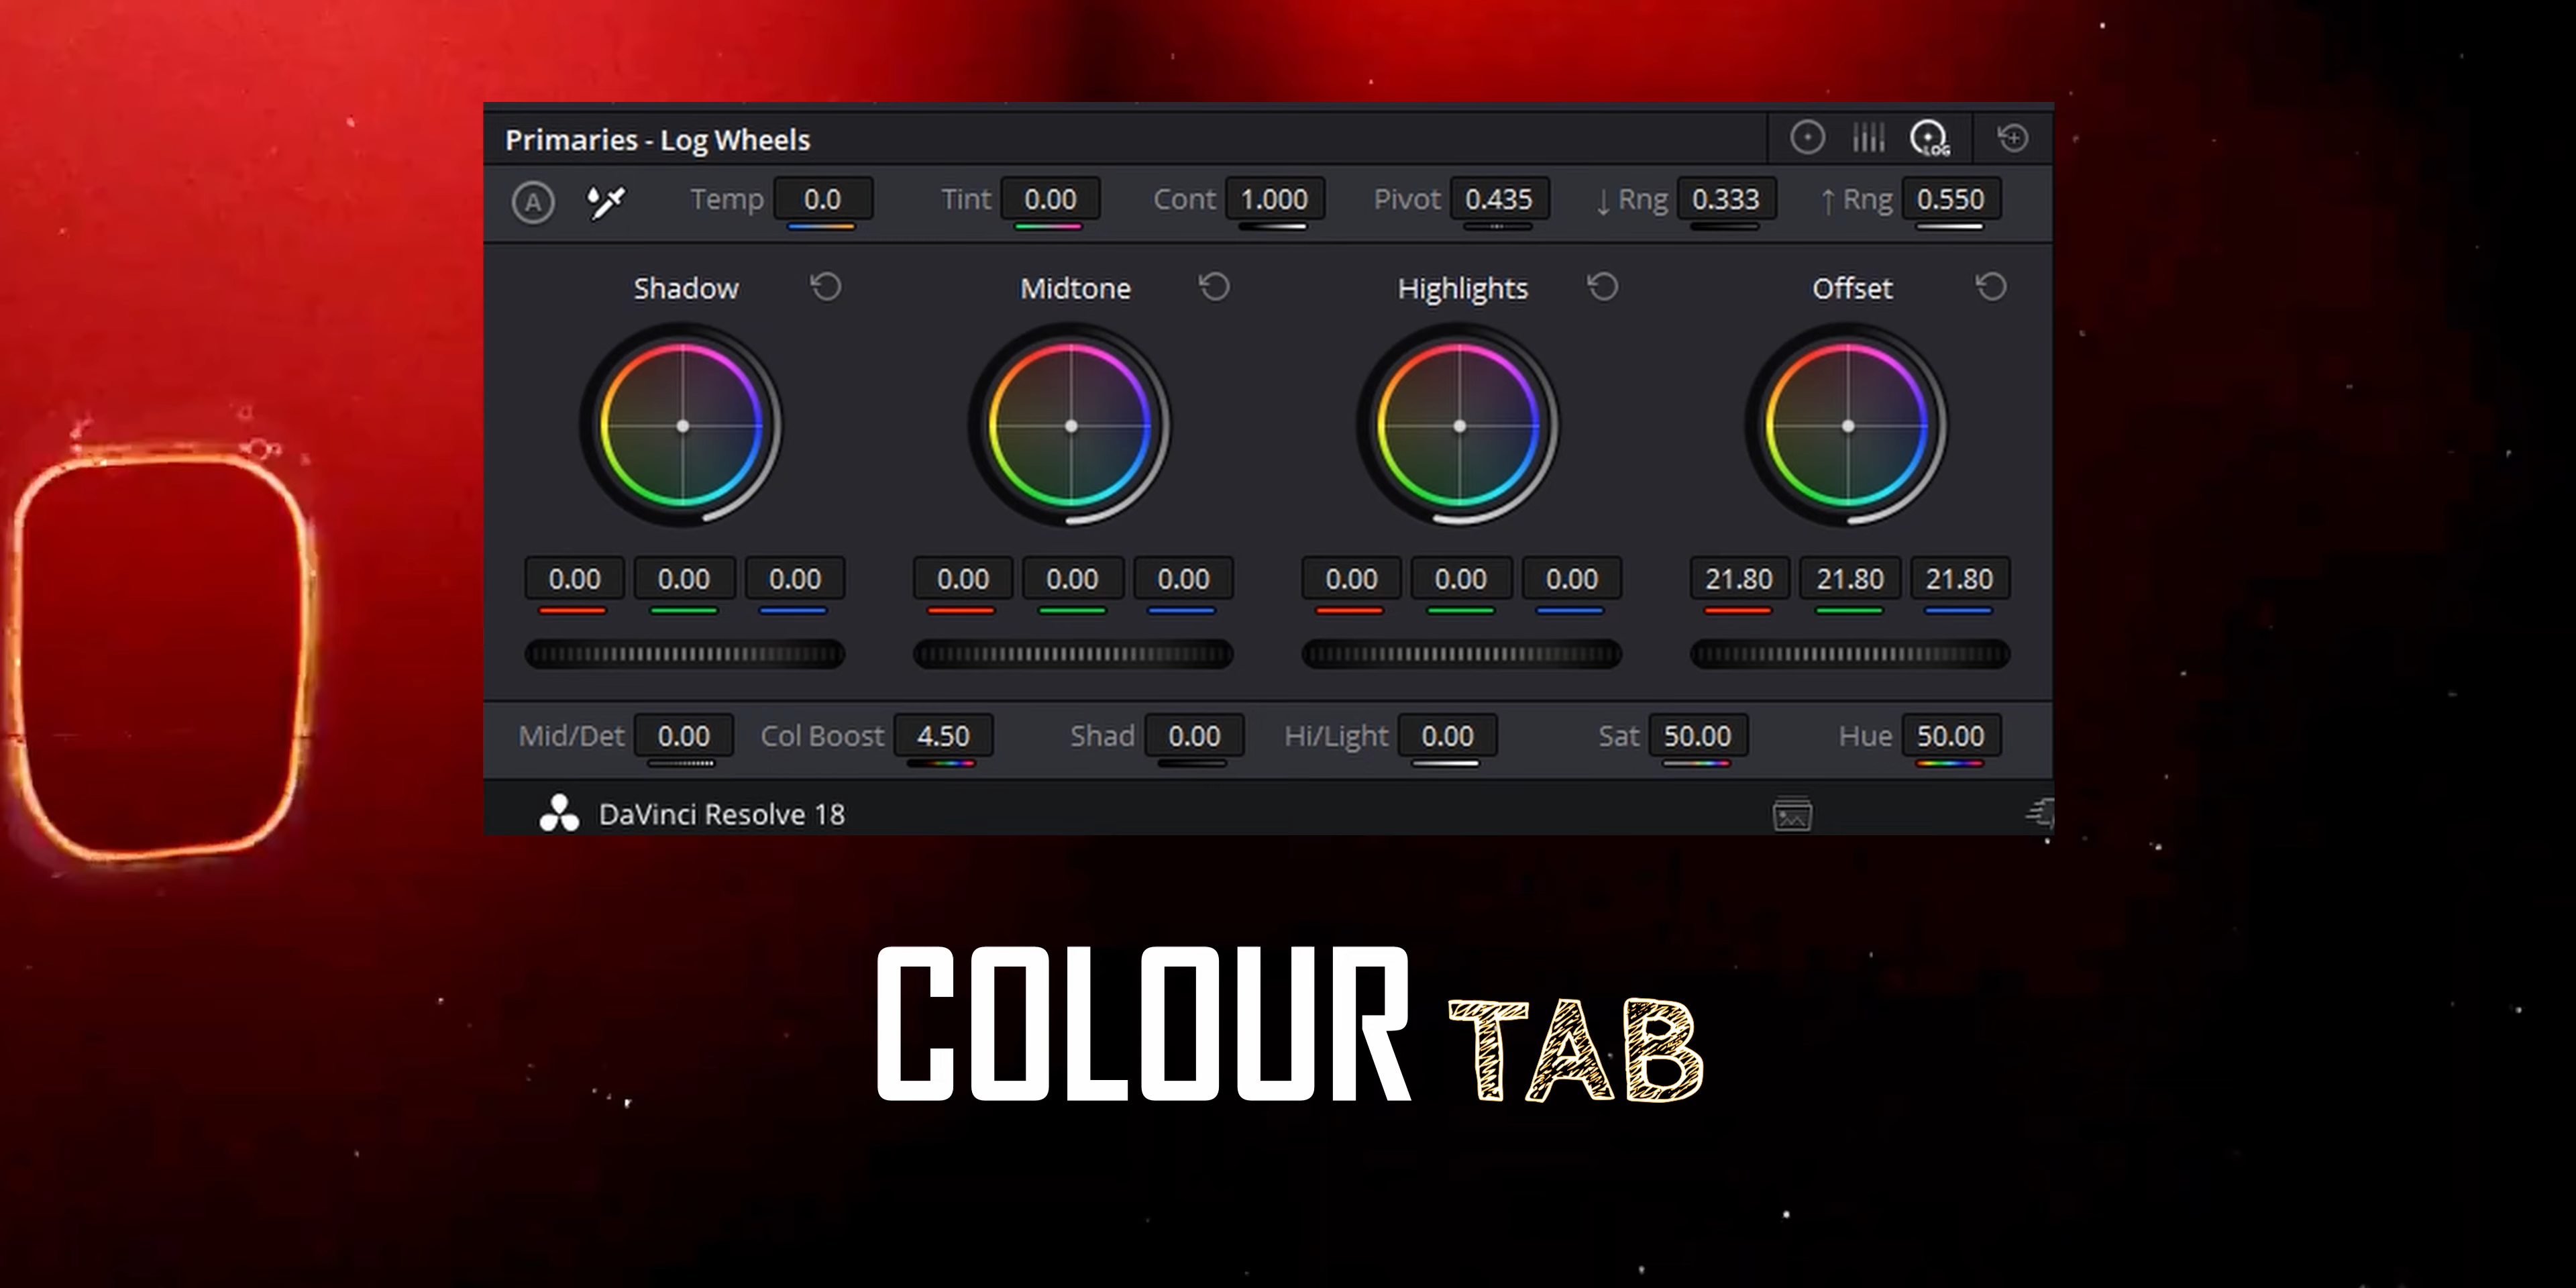 Primaries - Log Wheels
LOG
A Temp 0.0 Tint 0.00 Cont 1.000 Pivot 0.435 ↓ Rng 0.333 ↑ Rng 0.550
Shadow Midtone Highlights Offset
0.00 0.00 0.00 0.00 0.00 0.00 0.00 0.00 0.00 21.80 21.80 21.80
Mid/Det 0.00 Col Boost 4.50 Shad 0.00 Hi/Light 0.00 Sat 50.00 Hue 50.00
DaVinci Resolve 18
COLOUR TAB